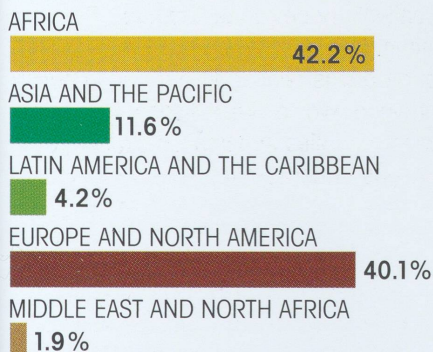 AFRICA
42.2%
ASIA AND THE PACIFIC
11.6%
LATIN AMERICA AND THE CARIBBEAN
4.2%
EUROPE AND NORTH AMERICA
40.1%
MIDDLE EAST AND NORTH AFRICA
1.9%